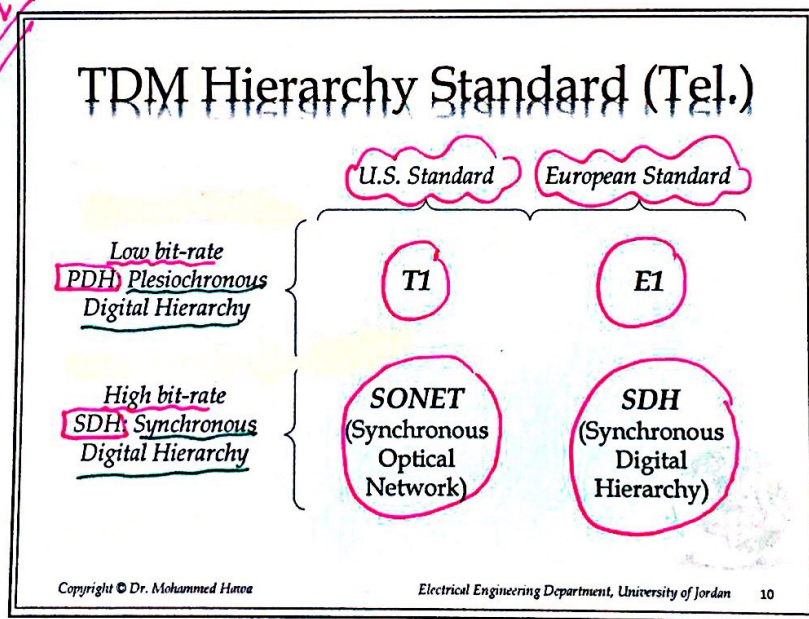 TDM Hierarchy Standard (Tel.)
U.S. Standard
European Standard
Low bit-rate
PDH: Plesiochronous
Digital Hierarchy
T1
E1
High bit-rate
SDH: Synchronous
Digital Hierarchy
SONET
(Synchronous
Optical
Network)
SDH
(Synchronous
Digital
Hierarchy)
Copyright © Dr. Mohammed Hawa
Electrical Engineering Department, University of Jordan
10